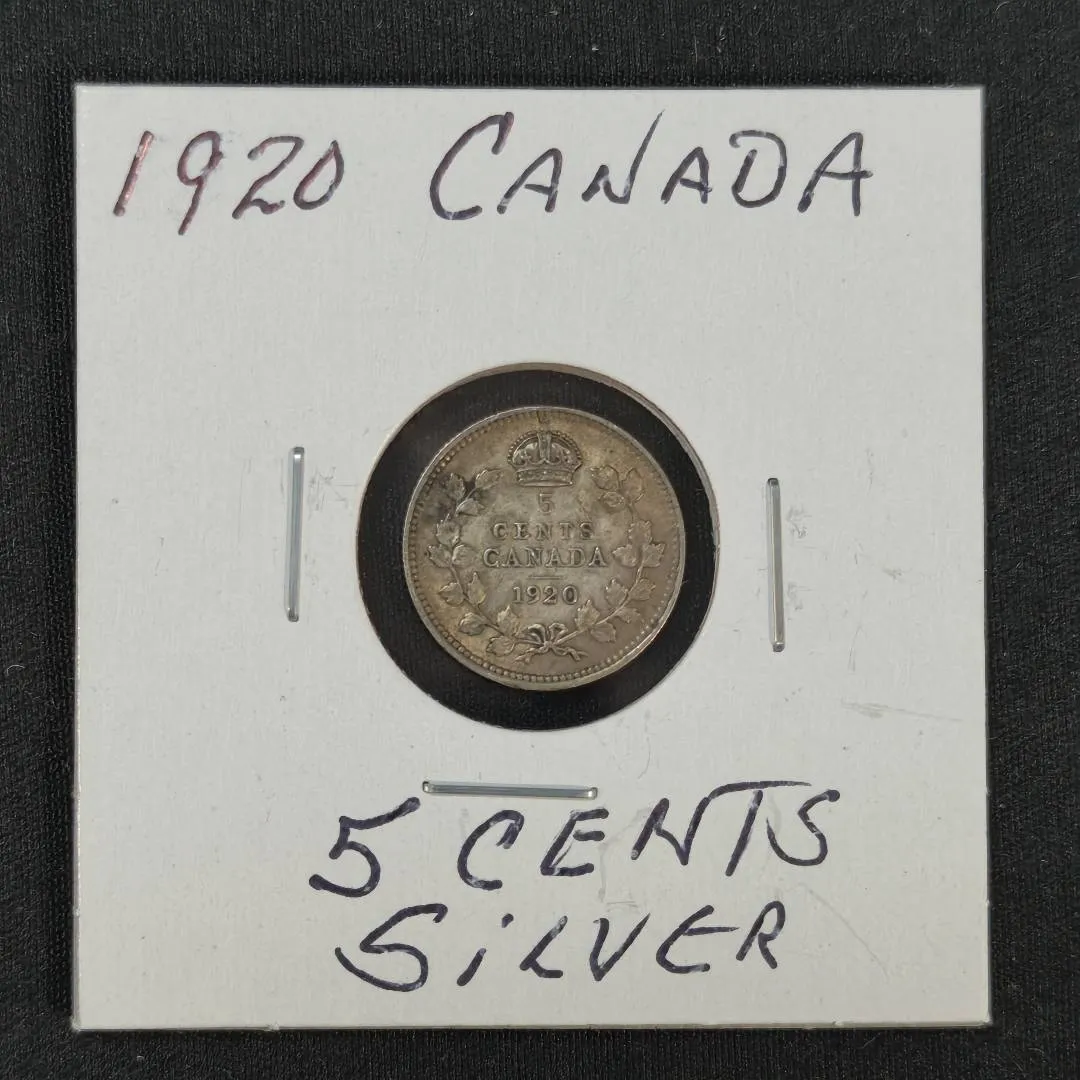 1920 CANADA
5
CENTS
CANADA
1920
5 CENTS
SiLVER